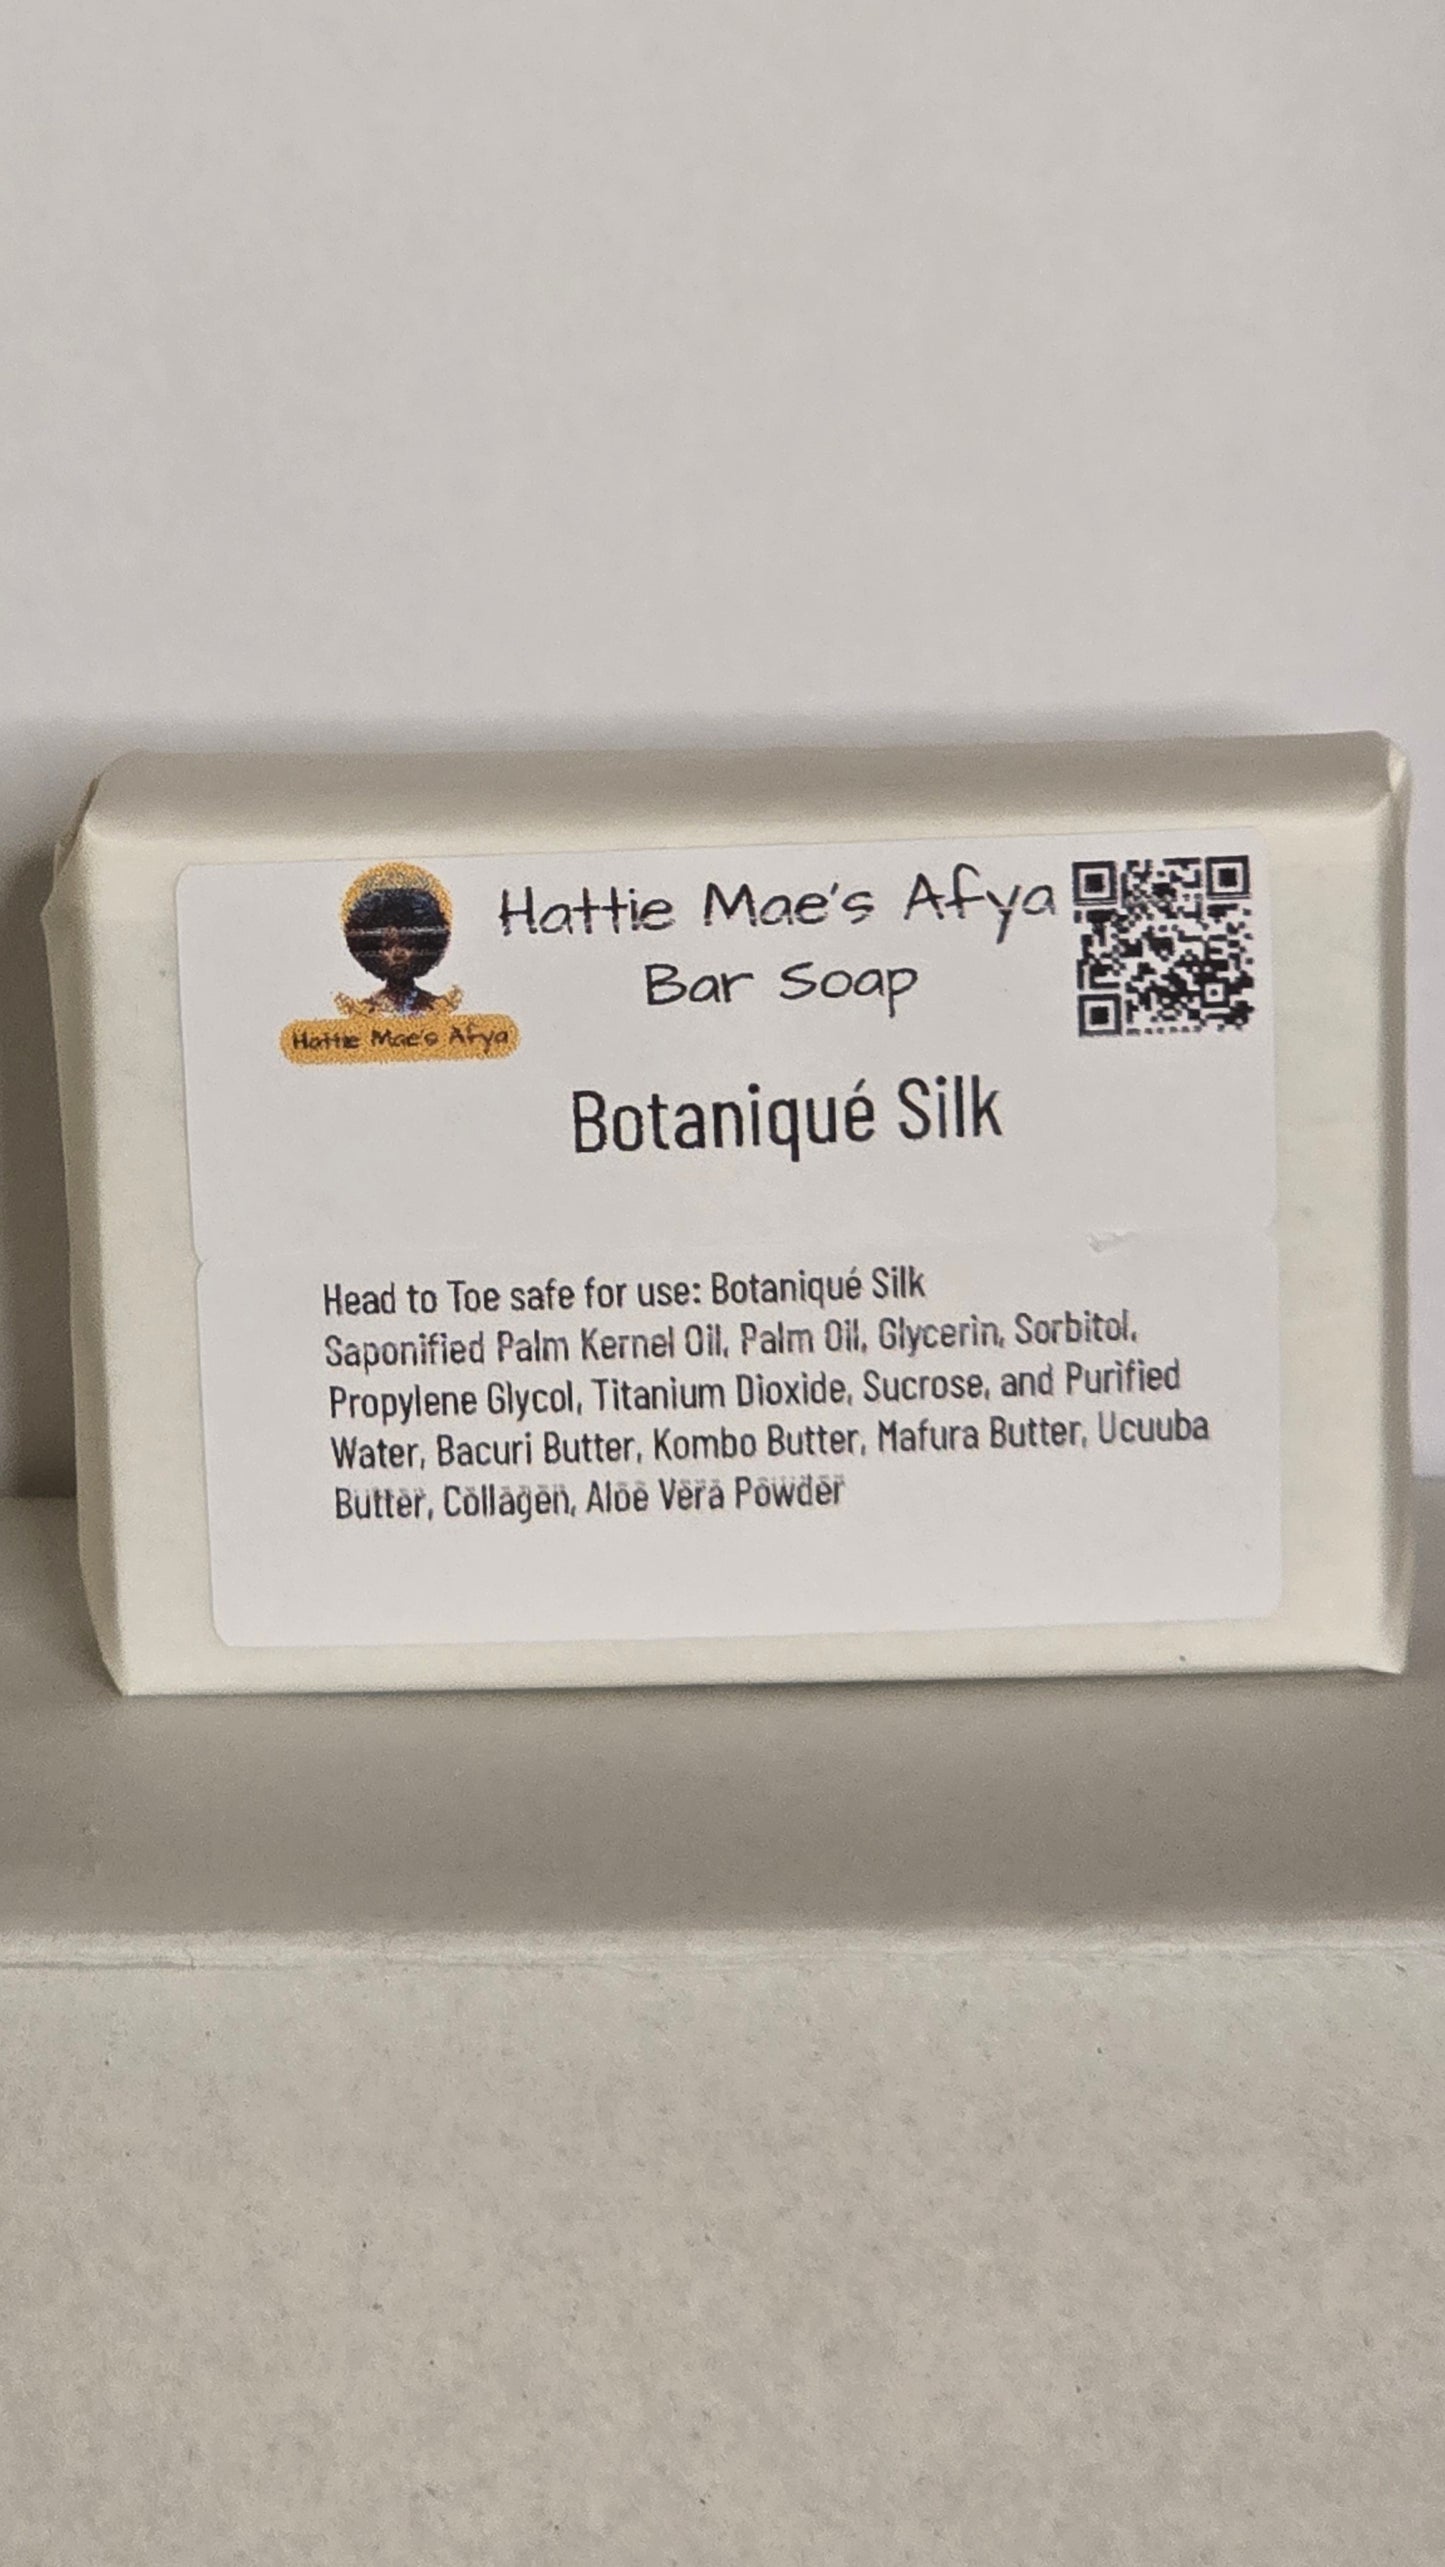 Hattie Mae's Afya
Bar Soap
Hattie Mae's Afya
Botaniqué Silk
Head to Toe safe for use: Botaniqué Silk
Saponified Palm Kernel Oil, Palm Oil, Glycerin, Sorbitol,
Propylene Glycol, Titanium Dioxide, Sucrose, and Purified
Water, Bacuri Butter, Kombo Butter, Mafura Butter, Ucuuba
Butter, Collagen, Aloe Vera Powder